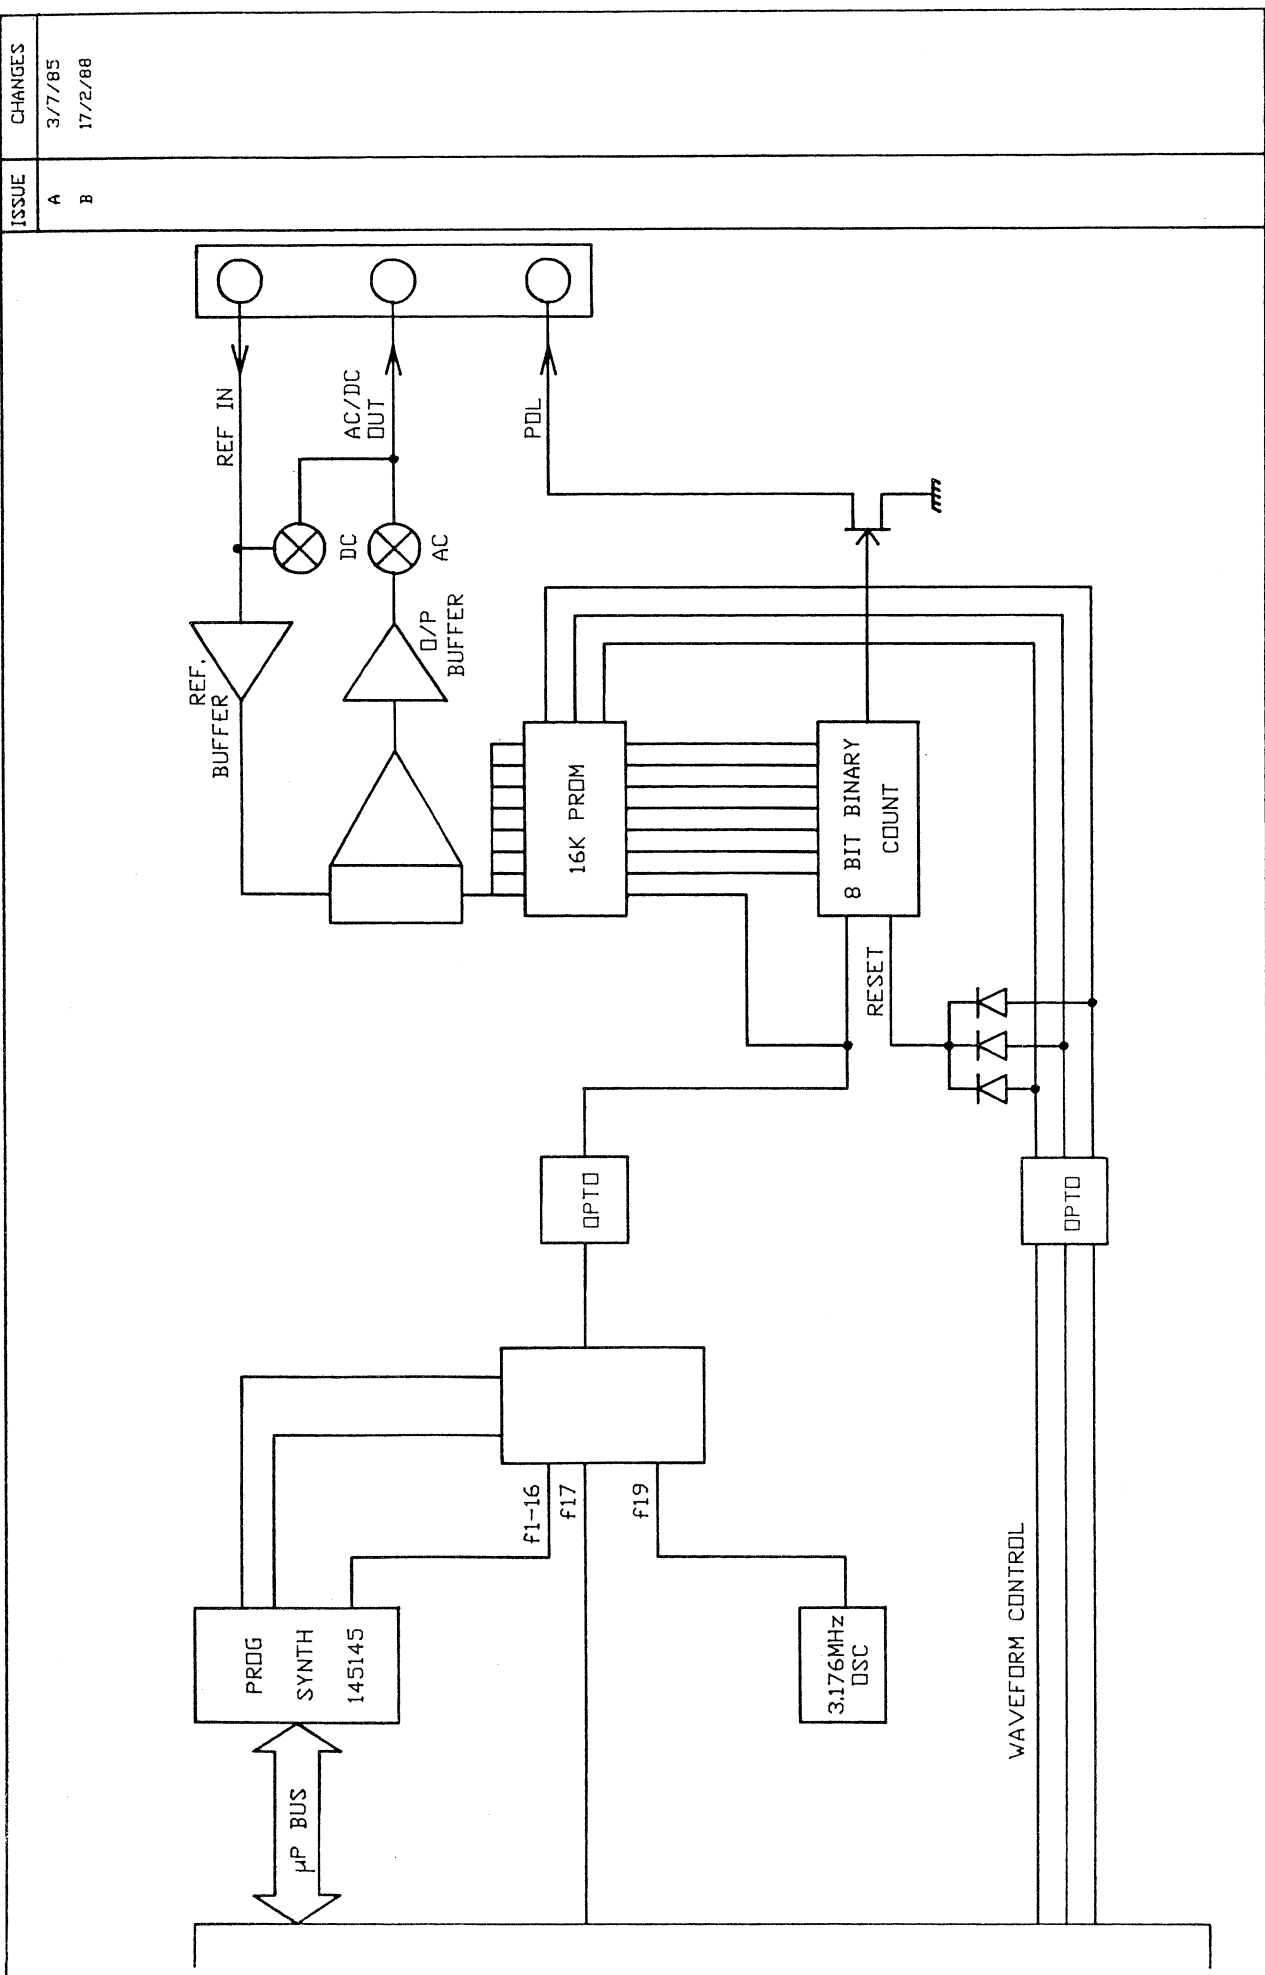 ISSUE CHANGES
A 3/7/85
B 17/2/88
REF IN
AC/DC
OUT
POL
DC
AC
REF.
BUFFER
O/P
BUFFER
16K PROM
8 BIT BINARY
COUNT
RESET
OPTO
OPTO
f1-16
f17
f19
PROG
SYNTH
145145
3.176MHz
OSC
µP BUS
WAVEFORM CONTROL